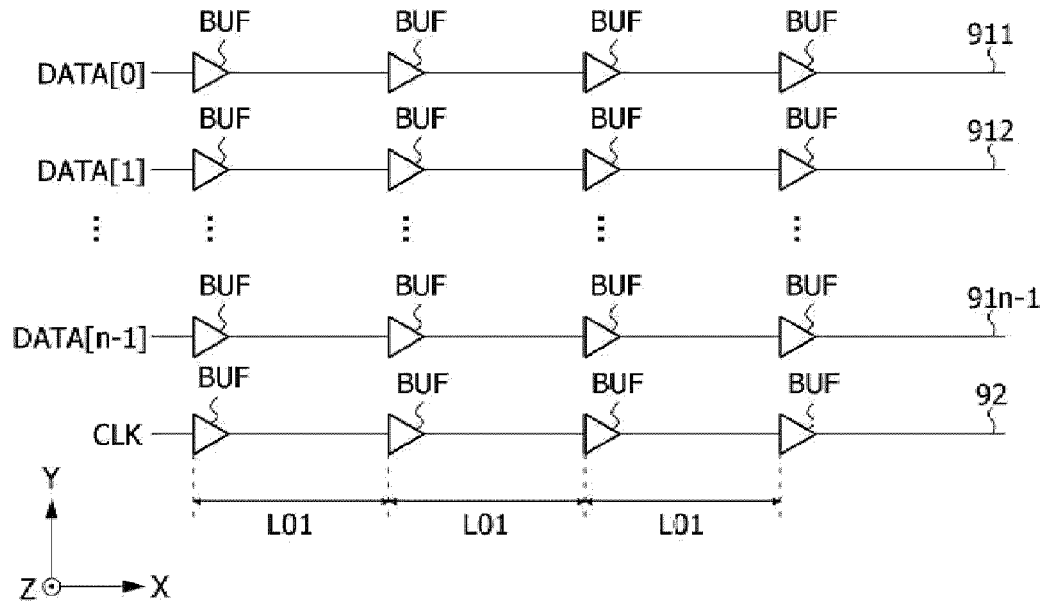 BUF BUF BUF BUF
DATA[0] 911
BUF BUF BUF BUF
DATA[1] 912
BUF BUF BUF BUF
DATA[n-1] 91n-1
BUF BUF BUF BUF
CLK 92
L01 L01 L01
Y
Z X